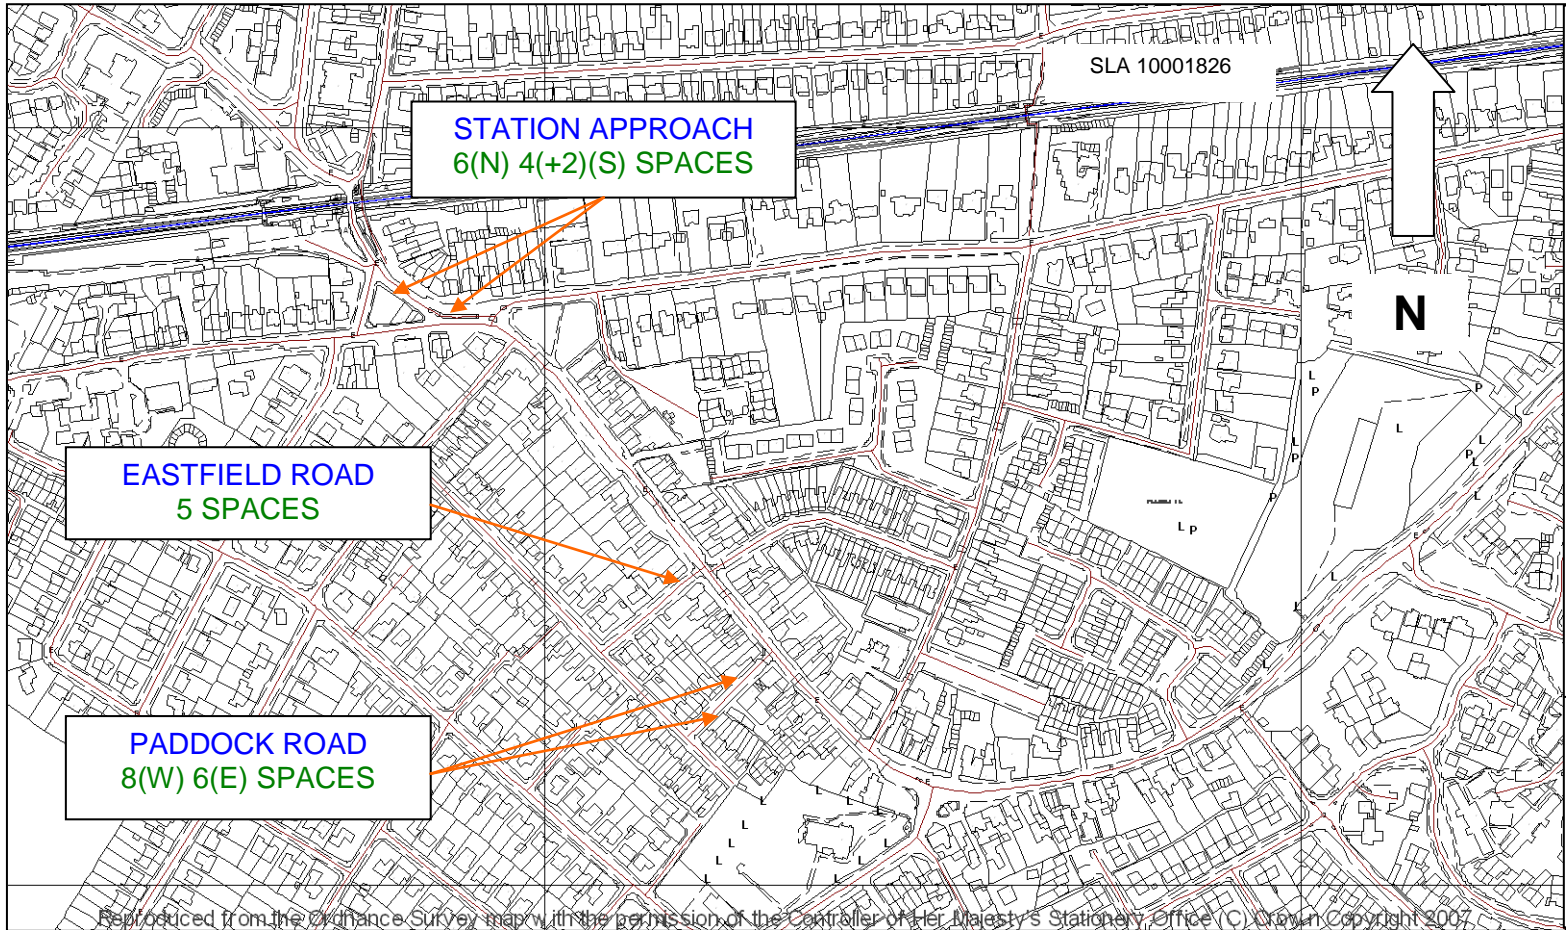 SLA 10001826
STATION APPROACH
6(N) 4(+2)(S) SPACES
N
EASTFIELD ROAD
5 SPACES
PADDOCK ROAD
8(W) 6(E) SPACES
Reproduced from the Ordnance Survey map with the permission of the Controller of Her Majesty's Stationery Office (C) Crown Copyright 2007